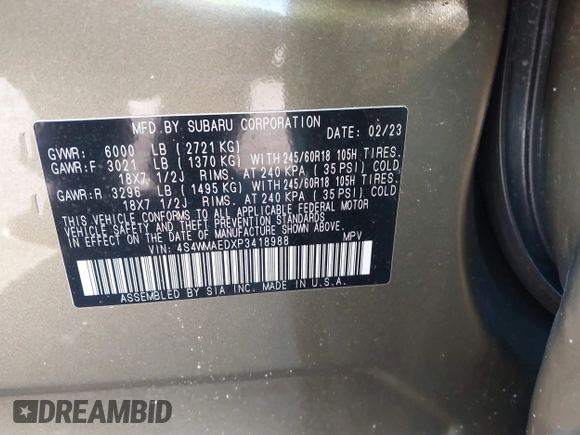 MFD.BY SUBARU CORPORATION
DATE: 02/23
GVWR: 6000 LB (2721 KG)
GAWR:F 3021 LB (1370 KG) WITH 245/60R18 105H TIRES.
18X7 1/2J RIMS. AT 240 KPA (35 PSI) COLD
GAWR:R 3296 LB (1495 KG) WITH 245/60R18 105H TIRES.
18X7 1/2J RIMS. AT 240 KPA (35 PSI) COLD
THIS VEHICLE CONFORMS TO ALL APPLICABLE FEDERAL MOTOR
VEHICLE SAFETY AND THEFT PREVENTION STANDARDS
IN EFFECT ON THE DATE OF MANUFACTURE SHOWN ABOVE.
VIN: 4S4WMAEDXP3418988 MPV
ASSEMBLED BY SIA INC. MADE IN U.S.A.
DREAMBID